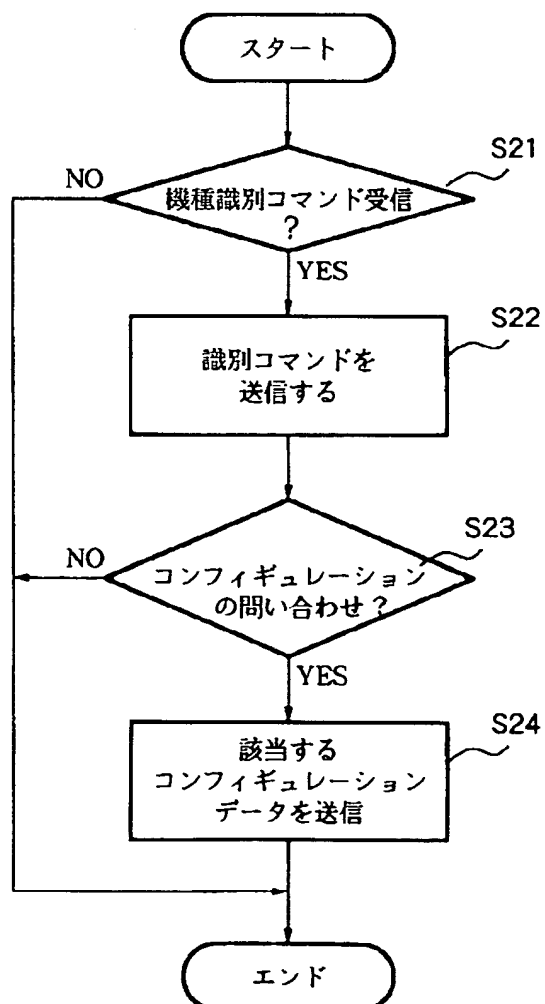 スタート
S21
NO
機種識別コマンド受信
?
YES
S22
識別コマンドを
送信する
S23
NO
コンフィギュレーション
の問い合わせ?
YES
S24
該当する
コンフィギュレーション
データを送信
エンド